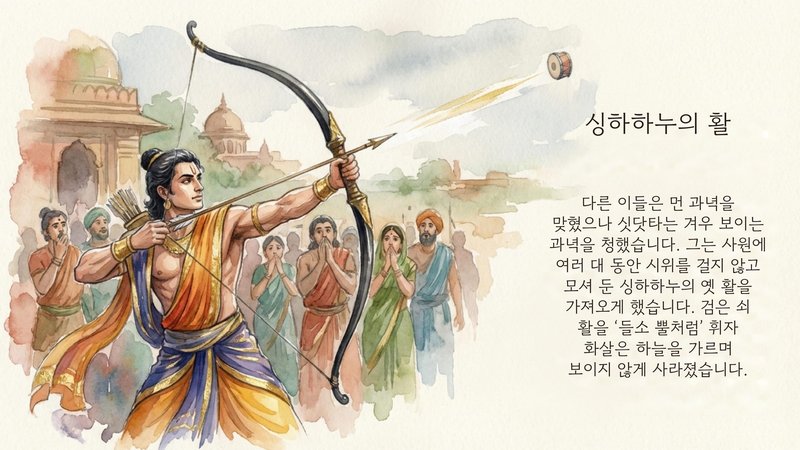 싱하하누의 활
다른 이들은 먼 과녁을
맞혔으나 싯닷타는 겨우 보이는
과녁을 청했습니다. 그는 사원에
여러 대 동안 시위를 걸지 않고
모셔 둔 싱하하누의 옛 활을
가져오게 했습니다. 검은 쇠
활을 ‘들소 뿔처럼’ 휘자
화살은 하늘을 가르며
보이지 않게 사라졌습니다.